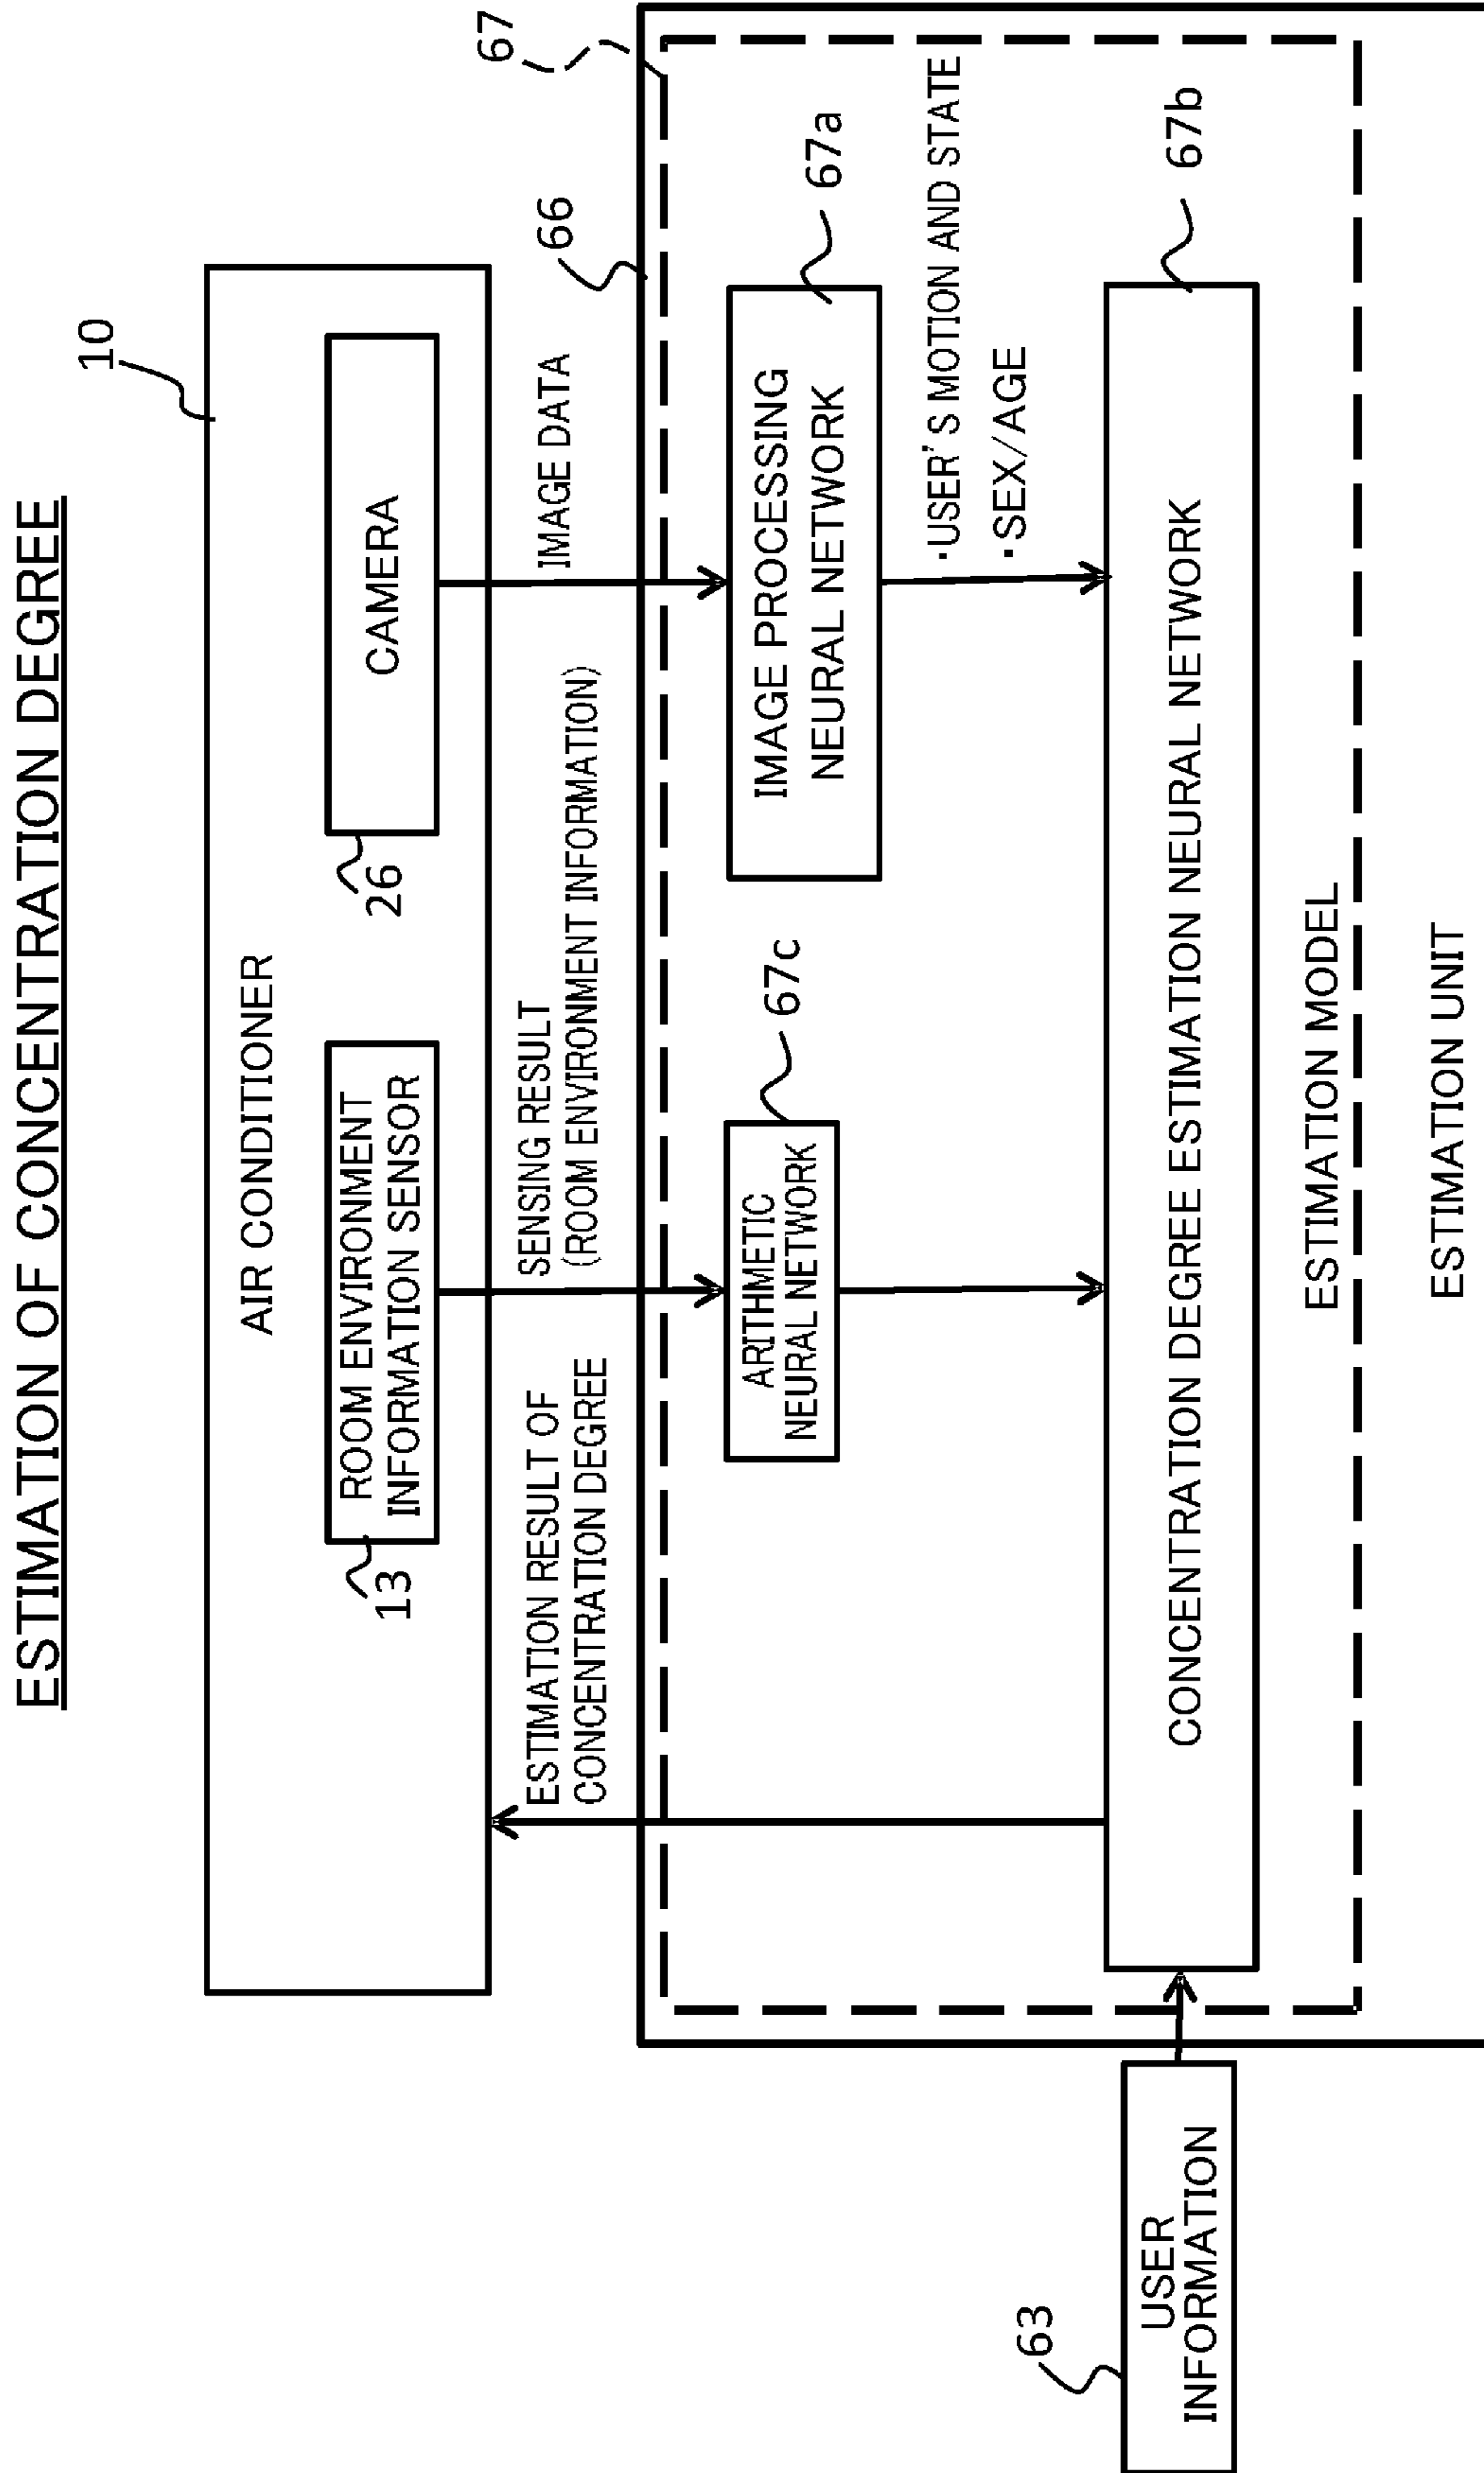 ESTIMATION OF CONCENTRATION DEGREE
10
AIR CONDITIONER
13
ROOM ENVIRONMENT
INFORMATION SENSOR
26
CAMERA
ESTIMATION RESULT OF
CONCENTRATION DEGREE
SENSING RESULT
(ROOM ENVIRONMENT INFORMATION)
IMAGE DATA
66
67
67c
ARITHMETIC
NEURAL NETWORK
67a
IMAGE PROCESSING
NEURAL NETWORK
·USER'S MOTION AND STATE
·SEX/AGE
63
USER
INFORMATION
67b
CONCENTRATION DEGREE ESTIMATION NEURAL NETWORK
ESTIMATION MODEL
ESTIMATION UNIT